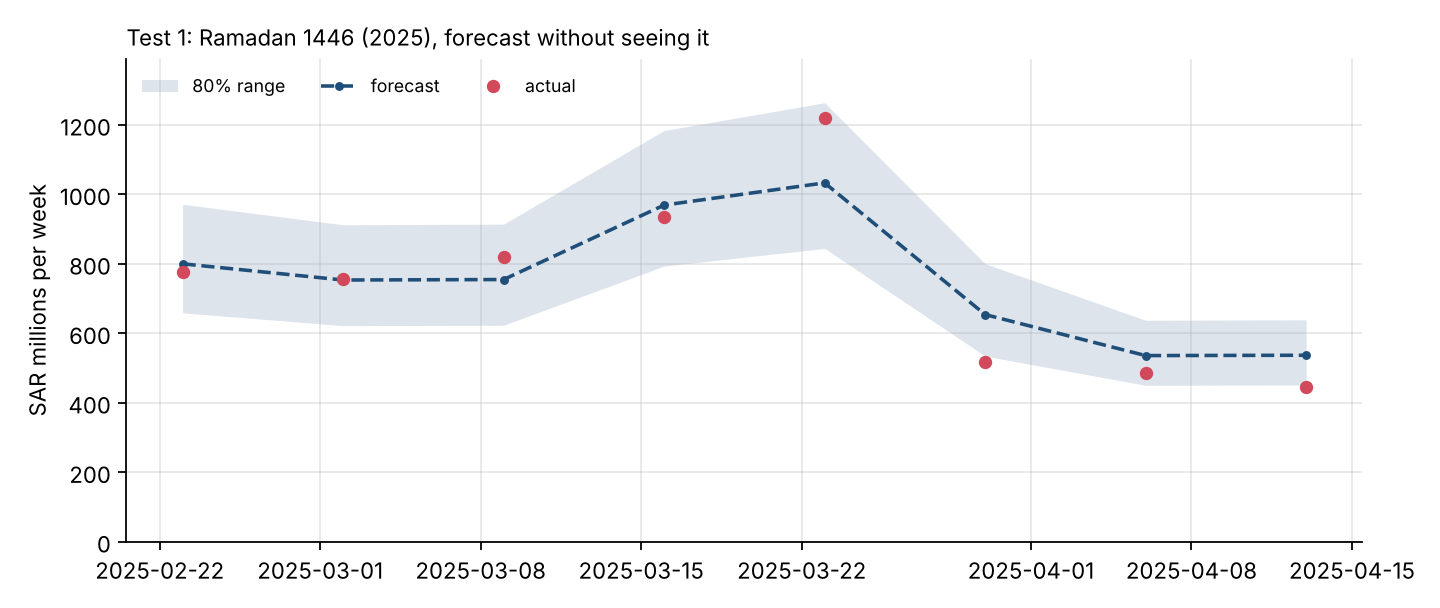 Test 1: Ramadan 1446 (2025), forecast without seeing it
80% range forecast actual
SAR millions per week
1200
1000
800
600
400
200
0
2025-02-22 2025-03-01 2025-03-08 2025-03-15 2025-03-22 2025-04-01 2025-04-08 2025-04-15